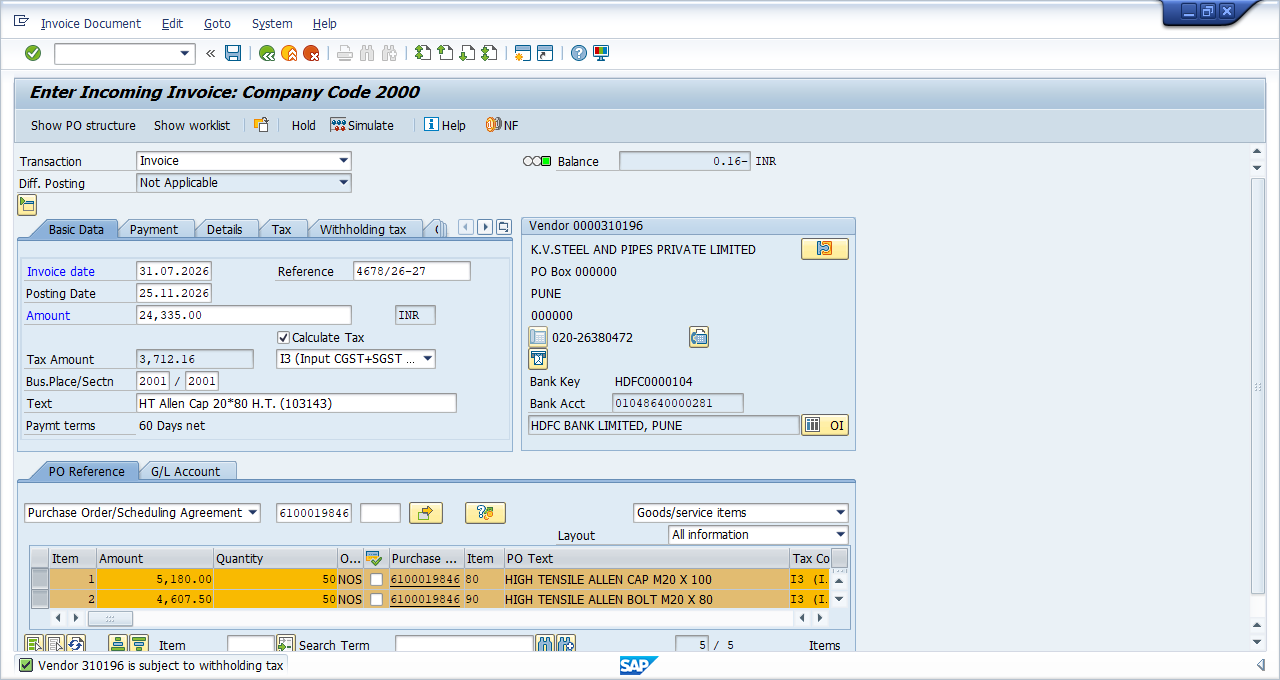 Invoice Document Edit Goto System Help
Enter Incoming Invoice: Company Code 2000
Show PO structure Show worklist Hold Simulate Help NF
Transaction Invoice Balance 0.16- INR
Diff. Posting Not Applicable
Basic Data Payment Details Tax Withholding tax
Invoice date 31.07.2026 Reference 4678/26-27
Posting Date 25.11.2026
Amount 24,335.00 INR
Calculate Tax
Tax Amount 3,712.16 I3 (Input CGST+SGST ...
Bus.Place/Sectn 2001 / 2001
Text HT Allen Cap 20*80 H.T. (103143)
Paymt terms 60 Days net
Vendor 0000310196
K.V.STEEL AND PIPES PRIVATE LIMITED
PO Box 000000
PUNE
000000
020-26380472
Bank Key HDFC0000104
Bank Acct 01048640000281
HDFC BANK LIMITED, PUNE OI
PO Reference G/L Account
Purchase Order/Scheduling Agreement 6100019846 Goods/service items
Layout All information
Item Amount Quantity O... Purchase ... Item PO Text Tax Co
1 5,180.00 50 NOS 6100019846 80 HIGH TENSILE ALLEN CAP M20 X 100 I3 (I.
2 4,607.50 50 NOS 6100019846 90 HIGH TENSILE ALLEN BOLT M20 X 80 I3 (I.
Item Search Term 5 / 5 Items
Vendor 310196 is subject to withholding tax SAP